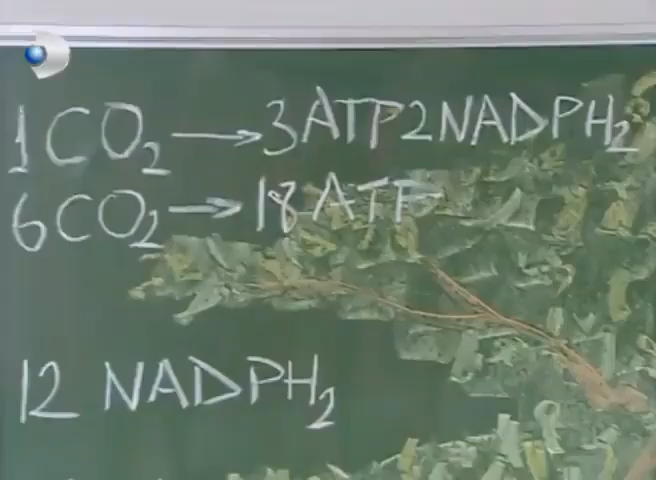 1CO₂ → 3ATP2NADPH₂
6CO₂ → 18ATP
12 NADPH₂